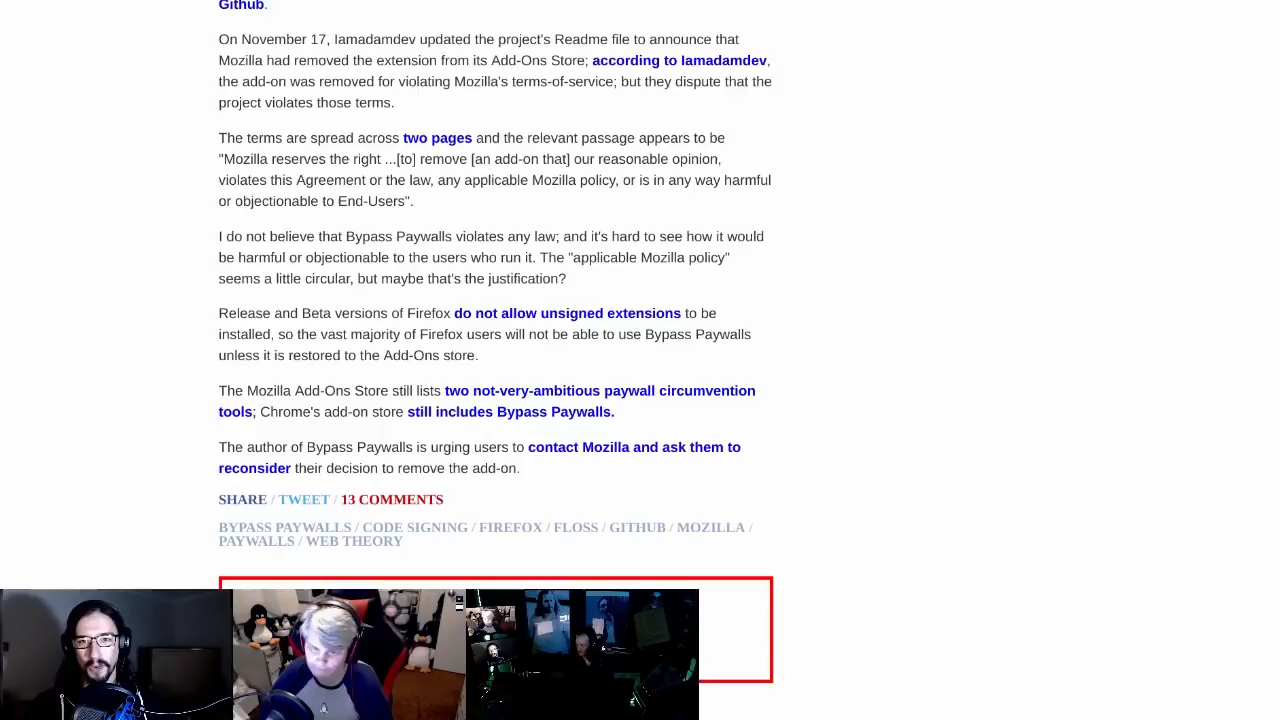 Github.
On November 17, Iamadamdev updated the project's Readme file to announce that
Mozilla had removed the extension from its Add-Ons Store; according to Iamadamdev,
the add-on was removed for violating Mozilla's terms-of-service; but they dispute that the
project violates those terms.
The terms are spread across two pages and the relevant passage appears to be
"Mozilla reserves the right ...[to] remove [an add-on that] our reasonable opinion,
violates this Agreement or the law, any applicable Mozilla policy, or is in any way harmful
or objectionable to End-Users".
I do not believe that Bypass Paywalls violates any law; and it's hard to see how it would
be harmful or objectionable to the users who run it. The "applicable Mozilla policy"
seems a little circular, but maybe that's the justification?
Release and Beta versions of Firefox do not allow unsigned extensions to be
installed, so the vast majority of Firefox users will not be able to use Bypass Paywalls
unless it is restored to the Add-Ons store.
The Mozilla Add-Ons Store still lists two not-very-ambitious paywall circumvention
tools; Chrome's add-on store still includes Bypass Paywalls.
The author of Bypass Paywalls is urging users to contact Mozilla and ask them to
reconsider their decision to remove the add-on.
SHARE / TWEET / 13 COMMENTS
BYPASS PAYWALLS / CODE SIGNING / FIREFOX / FLOSS / GITHUB / MOZILLA /
PAYWALLS / WEB THEORY